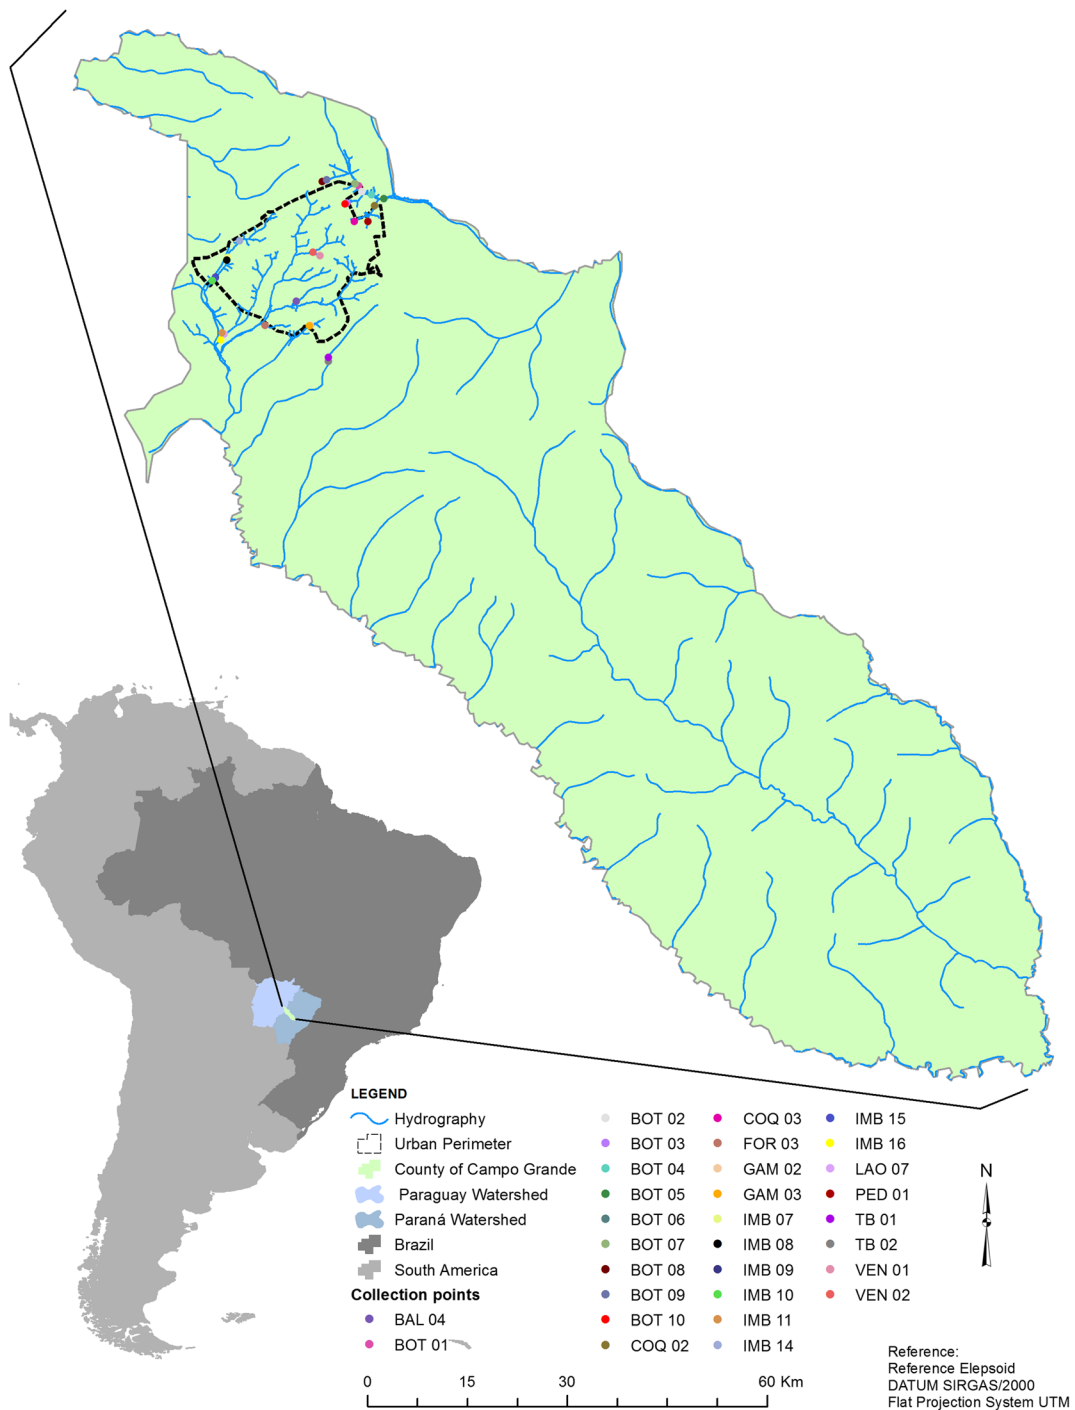 LEGEND
Hydrography
Urban Perimeter
County of Campo Grande
Paraguay Watershed
Paraná Watershed
Brazil
South America
Collection points
BAL 04
BOT 01
BOT 02
BOT 03
BOT 04
BOT 05
BOT 06
BOT 07
BOT 08
BOT 09
BOT 10
COQ 02
COQ 03
FOR 03
GAM 02
GAM 03
IMB 07
IMB 08
IMB 09
IMB 10
IMB 11
IMB 14
IMB 15
IMB 16
LAO 07
PED 01
TB 01
TB 02
VEN 01
VEN 02
N
0 15 30 60 Km
Reference:
Reference Elepsoid
DATUM SIRGAS/2000
Flat Projection System UTM